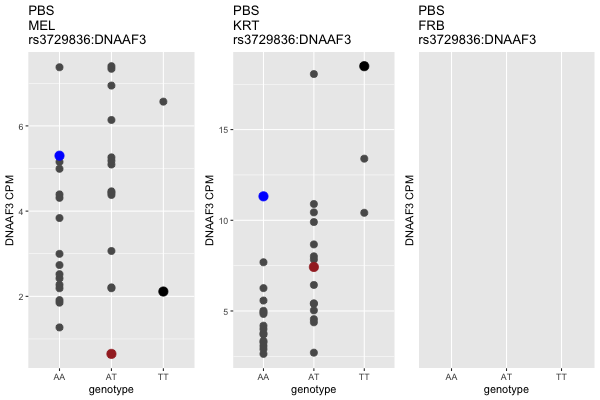 PBS
MEL
rs3729836:DNAAF3
DNAAF3 CPM
6
4
2
AA
AT
TT
genotype
PBS
KRT
rs3729836:DNAAF3
DNAAF3 CPM
15
10
5
AA
AT
TT
genotype
PBS
FRB
rs3729836:DNAAF3
DNAAF3 CPM
AA
AT
TT
genotype